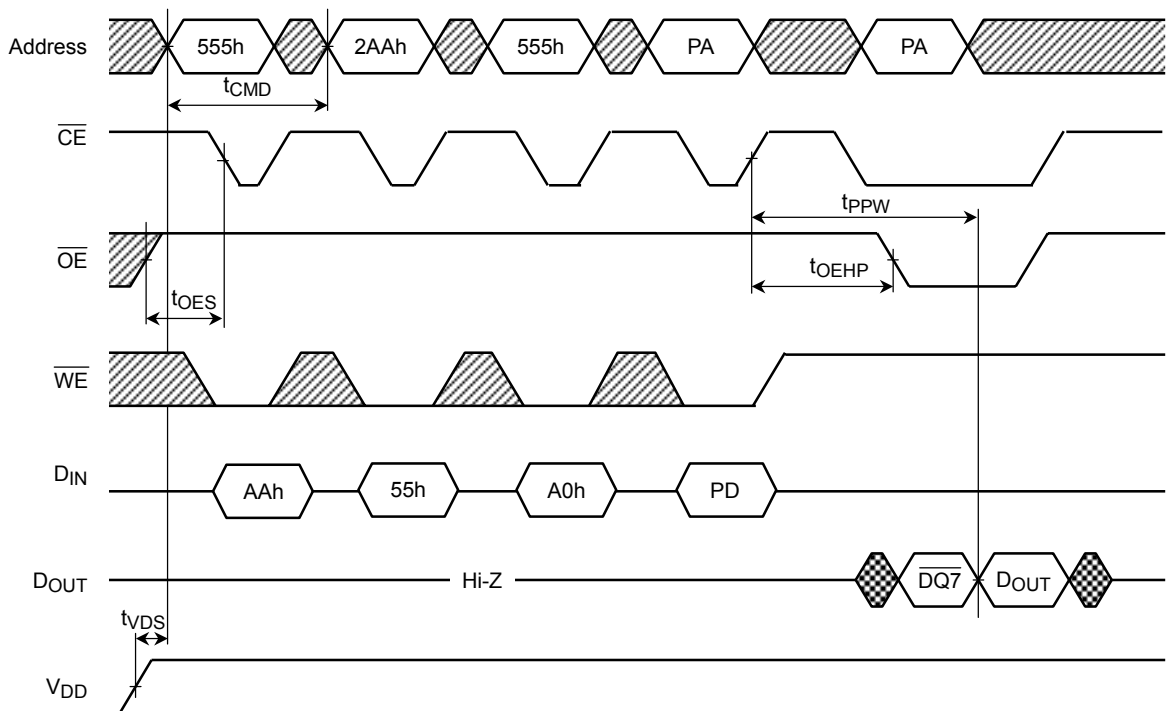 Address 555h 2AAh 555h PA PA
tCMD
CE
tPPW
OE
tOEHP
tOES
WE
DIN AAh 55h A0h PD
DOUT Hi-Z DQ7 DOUT
tVDS
VDD